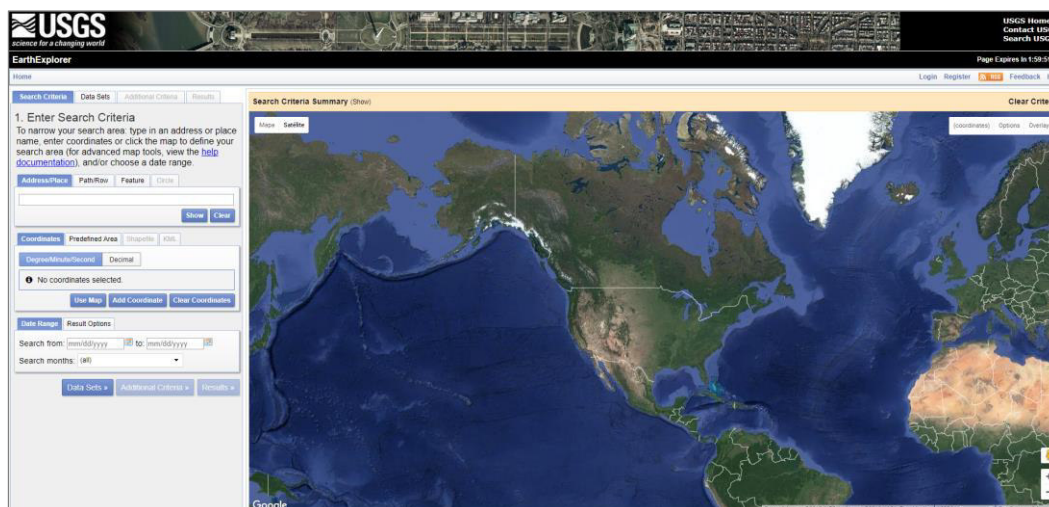 USGS
science for a changing world
USGS Home
Contact USG
Search USG
EarthExplorer
Page Expires In 1:59:5
Home
Login Register RSS Feedback
Search Criteria Data Sets Additional Criteria Results
Search Criteria Summary (Show)
Clear Crite
1. Enter Search Criteria
To narrow your search area: type in an address or place
name, enter coordinates or click the map to define your
search area (for advanced map tools, view the help
documentation), and/or choose a date range.
Address/Place Path/Row Feature Circle
Show Clear
Coordinates Predefined Area Shapefile KML
Degree/Minute/Second Decimal
No coordinates selected.
Use Map Add Coordinate Clear Coordinates
Date Range Result Options
Search from: mm/dd/yyyy to: mm/dd/yyyy
Search months: (all)
Data Sets » Additional Criteria » Results »
Mapa Satélite
(coordinates) Options Overlay
Google